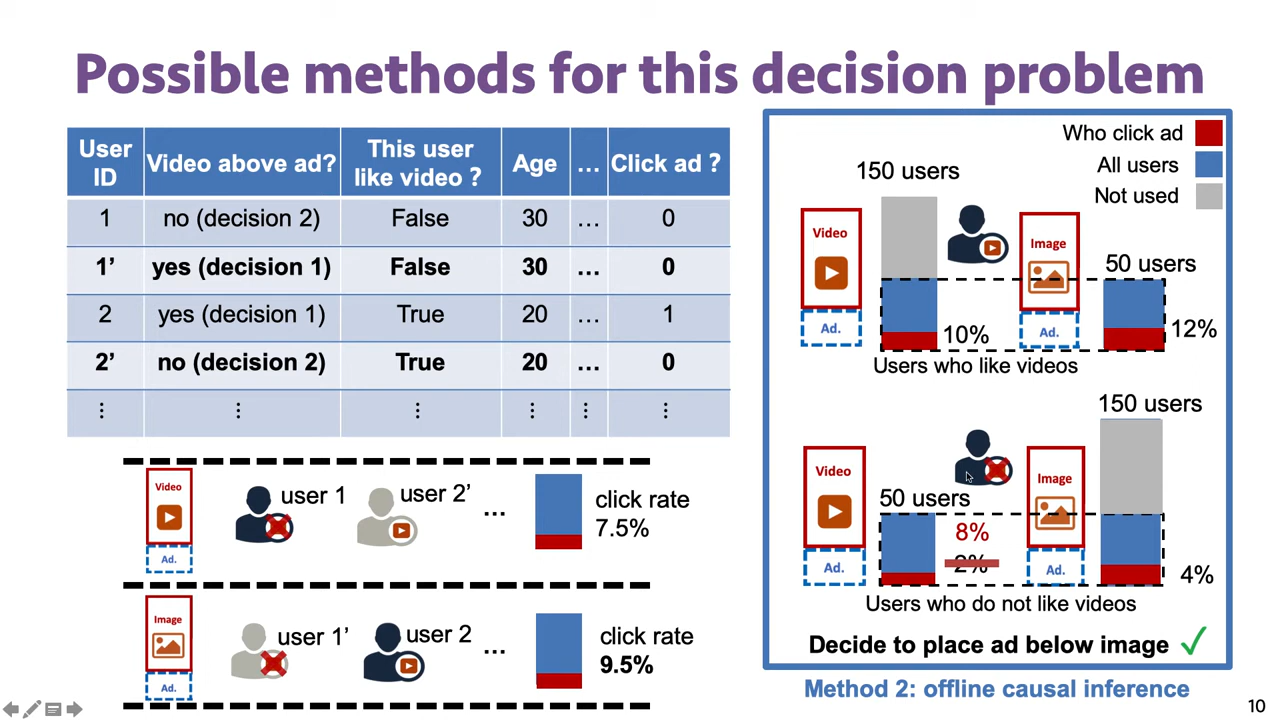 Possible methods for this decision problem
User ID Video above ad? This user like video ? Age ... Click ad ?
1 no (decision 2) False 30 ... 0
1’ yes (decision 1) False 30 ... 0
2 yes (decision 1) True 20 ... 1
2’ no (decision 2) True 20 ... 0
⋮ ⋮ ⋮ ⋮ ⋮ ⋮
Video
Ad.
user 1
user 2’
...
click rate
7.5%
Image
Ad.
user 1’
user 2
...
click rate
9.5%
Who click ad
All users
Not used
150 users
Video
Ad.
10%
Image
Ad.
50 users
12%
Users who like videos
150 users
Video
Ad.
50 users
8%
2%
Image
Ad.
4%
Users who do not like videos
Decide to place ad below image ✓
Method 2: offline causal inference
10